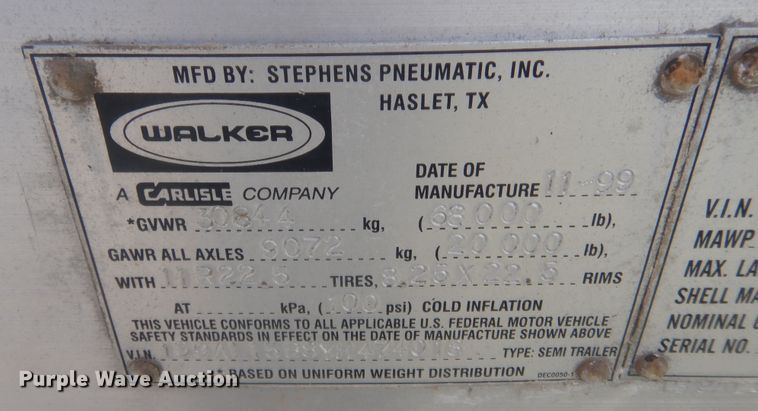 MFD BY: STEPHENS PNEUMATIC, INC.
HASLET, TX
WALKER
A CARLISLE COMPANY
DATE OF
MANUFACTURE 11-99
*GVWR 30844 kg, (68000 lb),
GAWR ALL AXLES 9072 kg, (20000 lb),
WITH 11R22.5 TIRES, 8.25X22.5 RIMS
AT kPa, (100 psi) COLD INFLATION
THIS VEHICLE CONFORMS TO ALL APPLICABLE U.S. FEDERAL MOTOR VEHICLE
SAFETY STANDARDS IN EFFECT ON THE DATE OF MANUFACTURE SHOWN ABOVE
V.I.N. TYPE: SEMI TRAILER
* BASED ON UNIFORM WEIGHT DISTRIBUTION
DEC0050-1
V.I.N.
MAWP
MAX. LA
SHELL MA
NOMINAL
SERIAL NO.
Purple Wave Auction